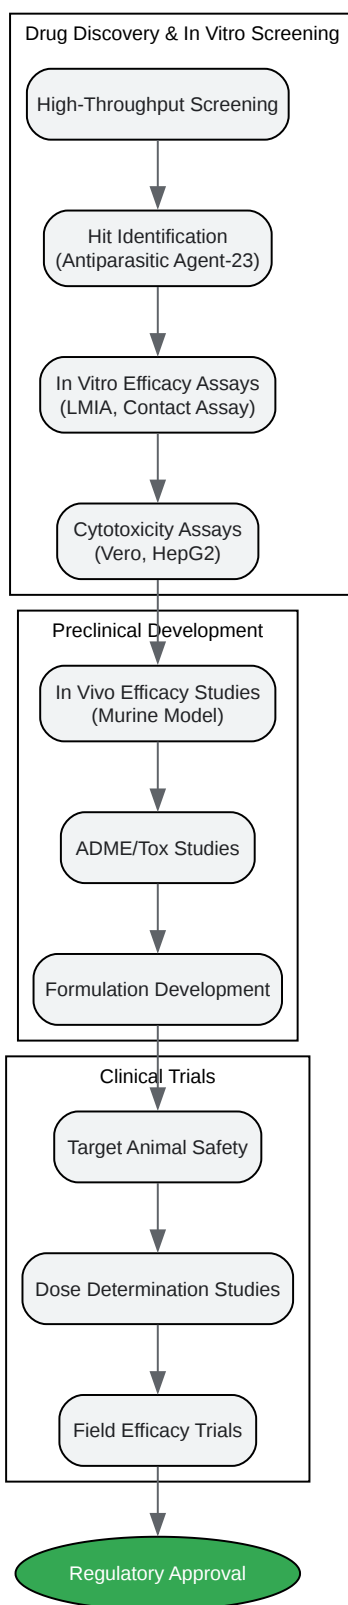 Drug Discovery & In Vitro Screening
High-Throughput Screening
Hit Identification
(Antiparasitic Agent-23)
In Vitro Efficacy Assays
(LMIA, Contact Assay)
Cytotoxicity Assays
(Vero, HepG2)
Preclinical Development
In Vivo Efficacy Studies
(Murine Model)
ADME/Tox Studies
Formulation Development
Clinical Trials
Target Animal Safety
Dose Determination Studies
Field Efficacy Trials
Regulatory Approval